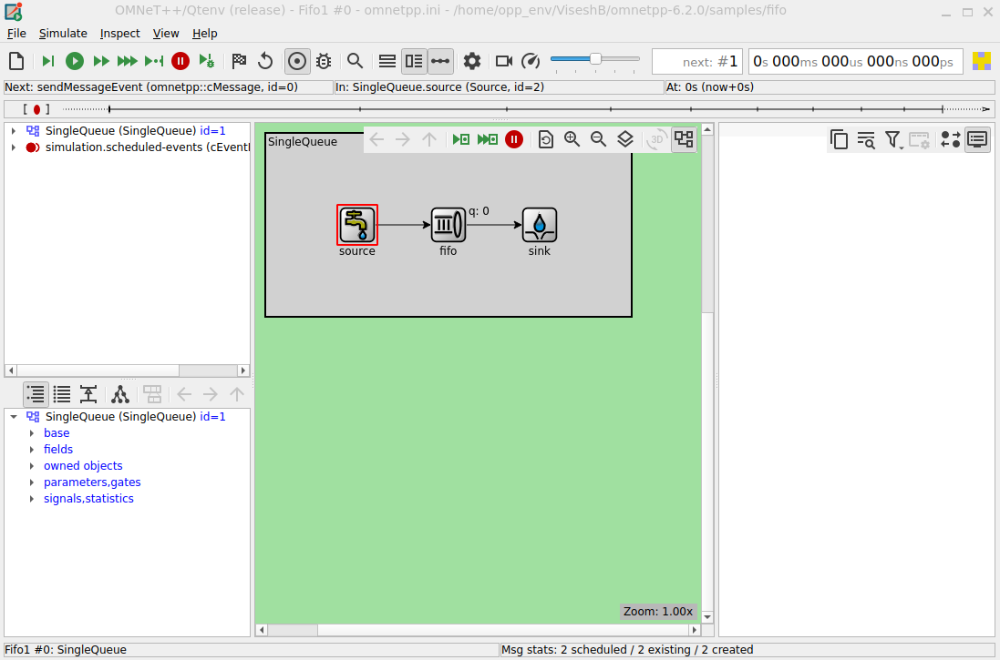 OMNeT++/Qtenv (release) - Fifo1 #0 - omnetpp.ini - /home/opp_env/ViseshB/omnetpp-6.2.0/samples/fifo
File Simulate Inspect View Help
next: #1 0s 000ms 000us 000ns 000ps
Next: sendMessageEvent (omnetpp::cMessage, id=0) In: SingleQueue.source (Source, id=2) At: 0s (now+0s)
SingleQueue (SingleQueue) id=1
simulation.scheduled-events (cEventI
SingleQueue
3D
q: 0
source fifo sink
SingleQueue (SingleQueue) id=1
base
fields
owned objects
parameters,gates
signals,statistics
Zoom: 1.00x
Fifo1 #0: SingleQueue Msg stats: 2 scheduled / 2 existing / 2 created